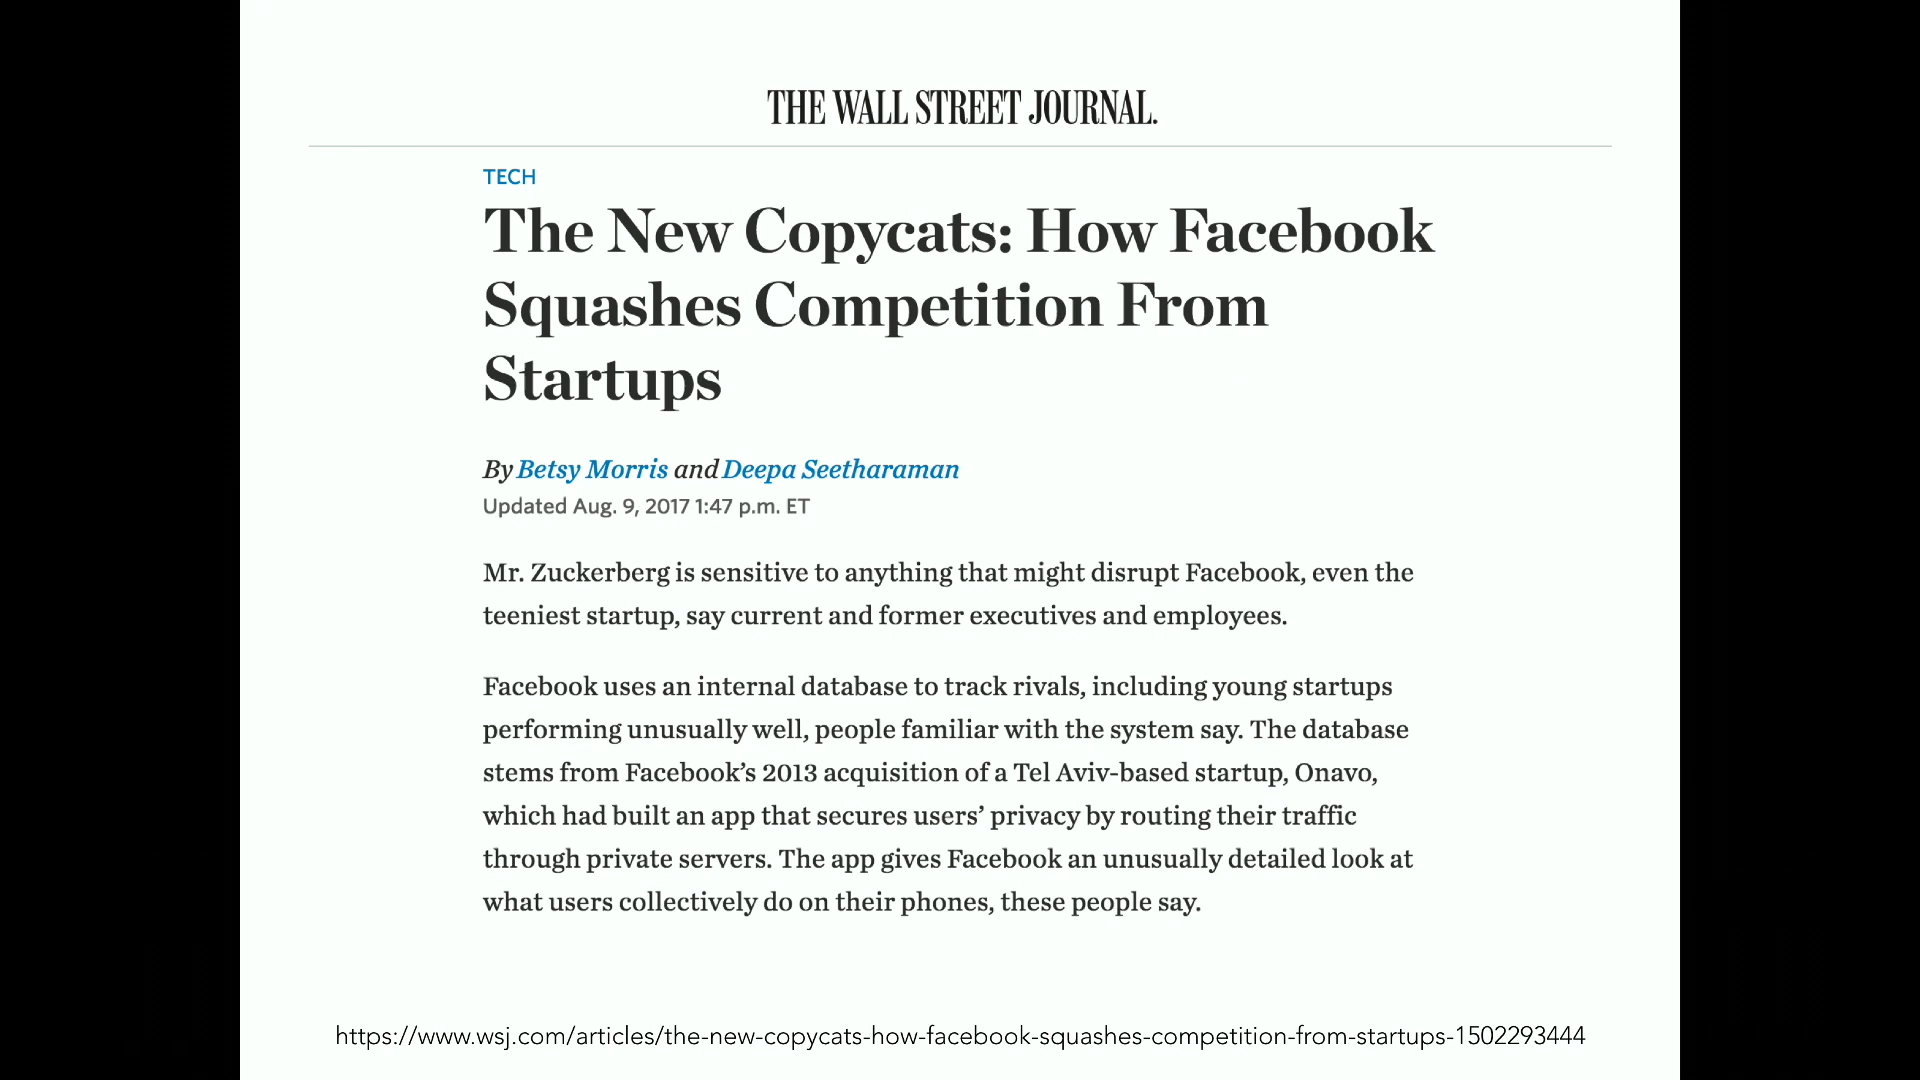 THE WALL STREET JOURNAL.
TECH
The New Copycats: How Facebook
Squashes Competition From
Startups
By Betsy Morris and Deepa Seetharaman
Updated Aug. 9, 2017 1:47 p.m. ET
Mr. Zuckerberg is sensitive to anything that might disrupt Facebook, even the
teeniest startup, say current and former executives and employees.
Facebook uses an internal database to track rivals, including young startups
performing unusually well, people familiar with the system say. The database
stems from Facebook’s 2013 acquisition of a Tel Aviv-based startup, Onavo,
which had built an app that secures users’ privacy by routing their traffic
through private servers. The app gives Facebook an unusually detailed look at
what users collectively do on their phones, these people say.
https://www.wsj.com/articles/the-new-copycats-how-facebook-squashes-competition-from-startups-1502293444